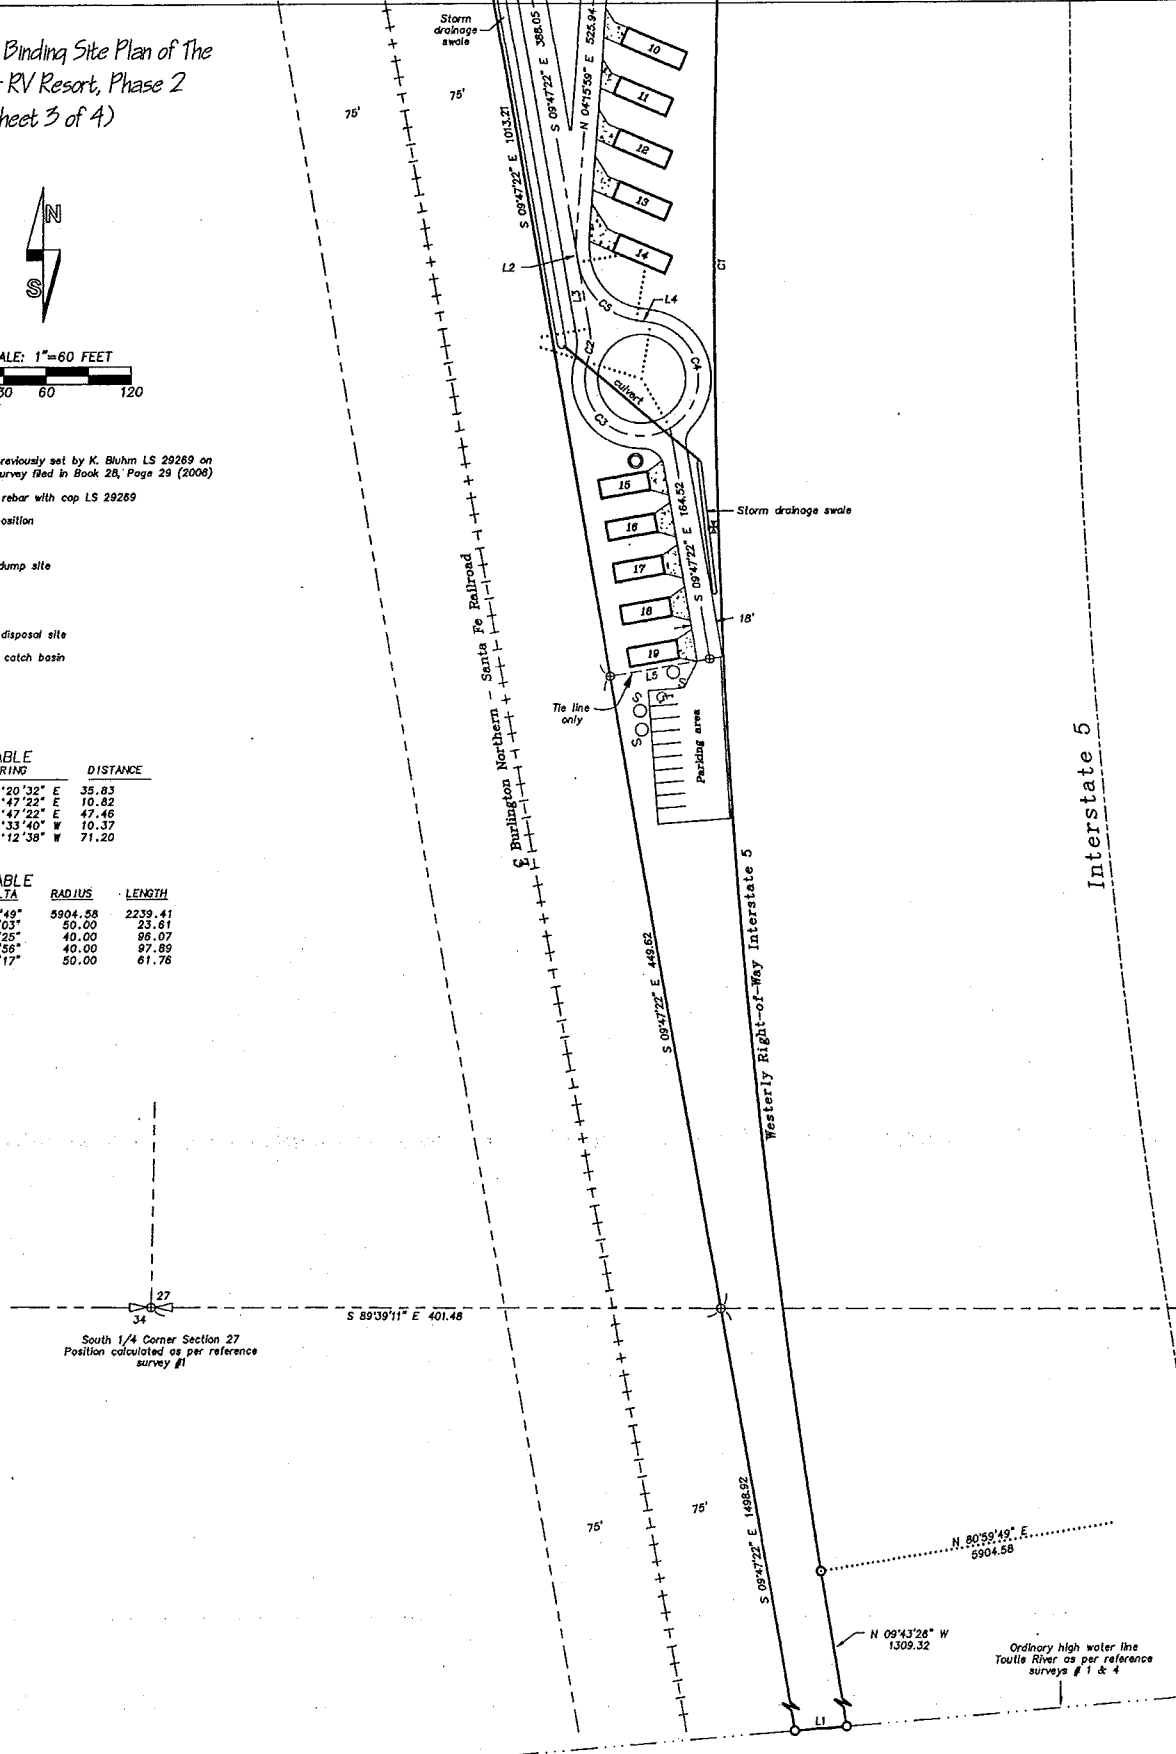 Binding Site Plan of The
RV Resort, Phase 2
heet 3 of 4)
N
S
ALE: 1"=60 FEET
30 60 120
reviously set by K. Bluhm LS 29269 on
urvey filed in Book 28, Page 29 (2006)
rebar with cap LS 29269
osition
dump site
disposal site
catch basin
ABLE
RING DISTANCE
°20'32" E 35.83
°47'22" E 10.82
°47'22" E 47.46
°33'40" W 10.37
°12'38" W 71.20
ABLE
TA RADIUS LENGTH
'49" 5904.58 2239.41
'03" 50.00 23.61
'25" 40.00 96.07
'56" 40.00 97.89
'17" 50.00 61.76
Storm
drainage
swale
75'
75'
S 09°47'22" E 1013.21
S 09°47'22" E 388.05
N 04°15'59" E 525.94
10
11
12
13
14
L2
L3
C5
L4
C1
C2
C4
C3
culvert
15
16
17
18
19
S 09°47'22" E 164.52
Storm drainage swale
18'
L5
Tie line
only
S
S
S
Parking area
℄ Burlington Northern - Santa Fe Railroad
Interstate 5
Westerly Right-of-Way Interstate 5
S 09°47'22" E 449.62
27
34
S 89°39'11" E 401.48
South 1/4 Corner Section 27
Position calculated as per reference
survey #1
75'
75'
S 09°47'22" E 1498.92
N 80°59'49" E
5904.58
N 09°43'26" W
1309.32
Ordinary high water line
Toutle River as per reference
surveys # 1 & 4
L1